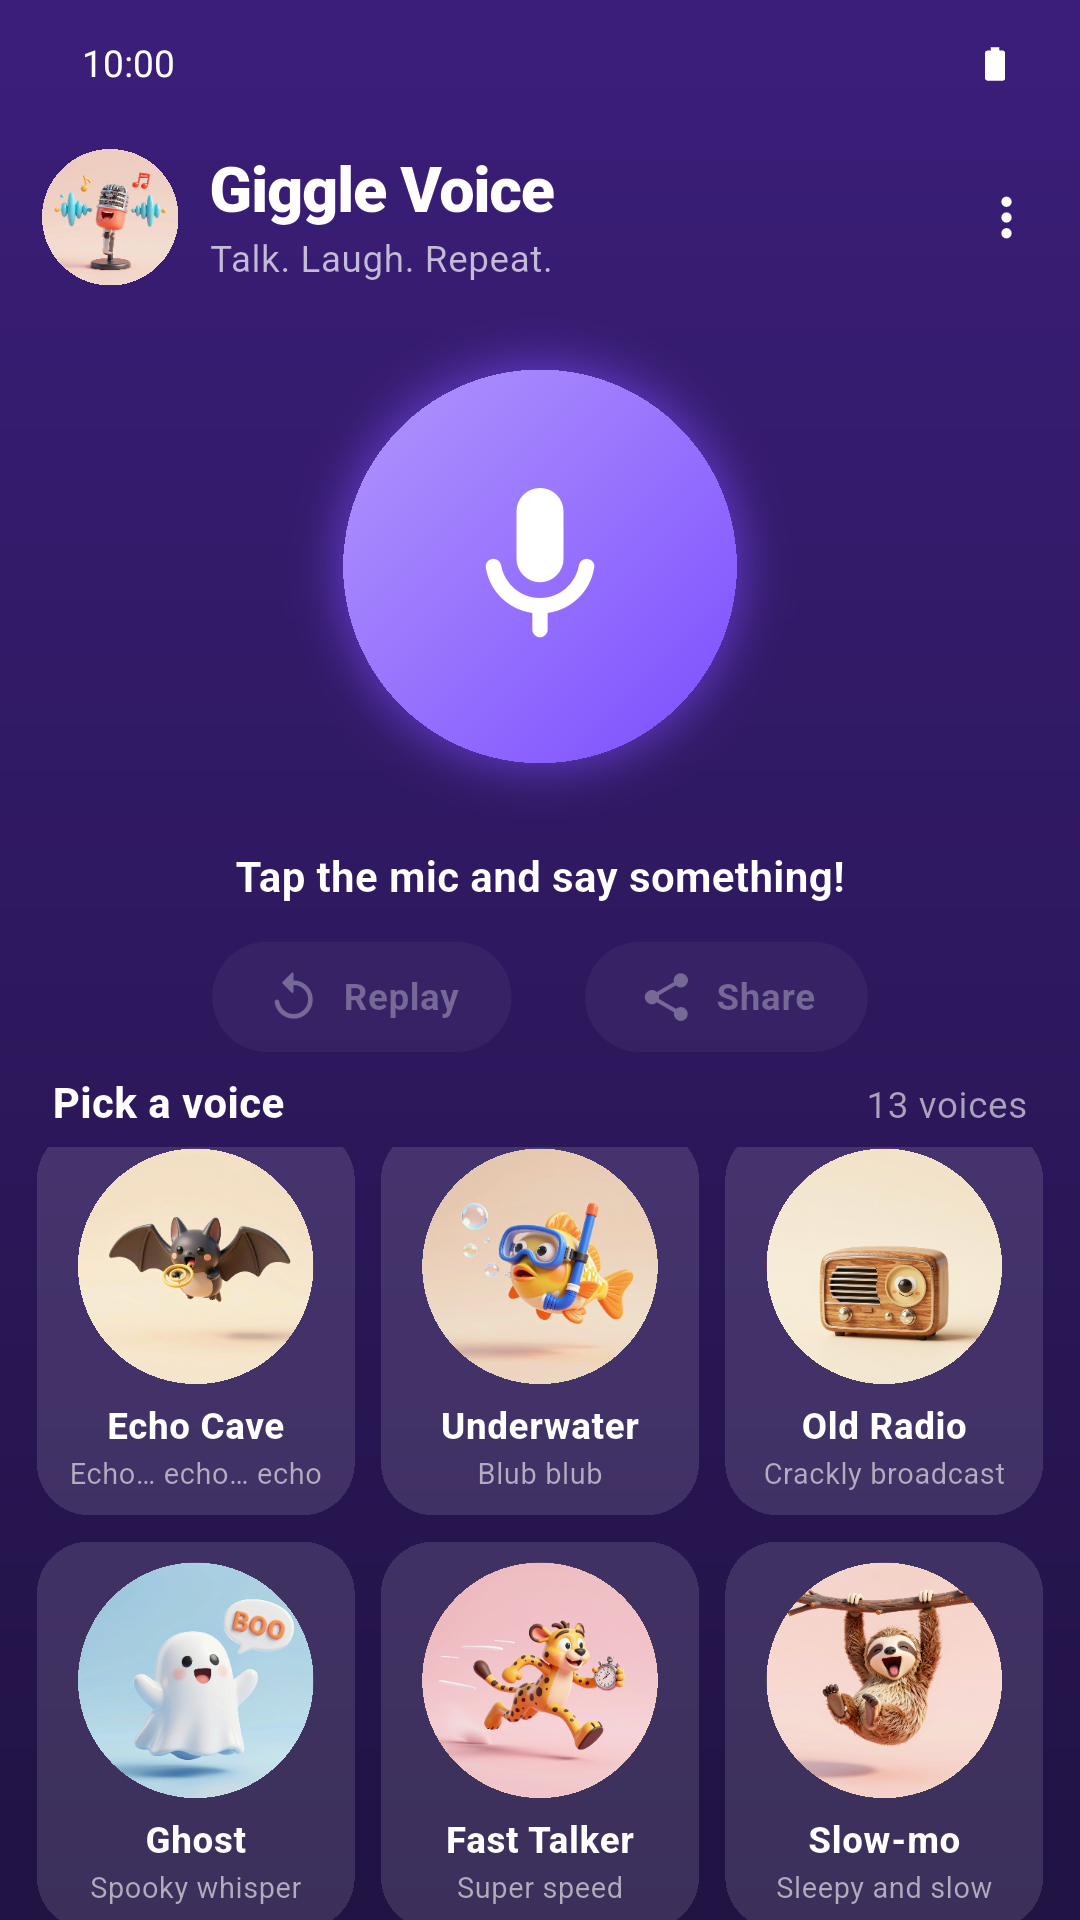 10:00
Giggle Voice
Talk. Laugh. Repeat.
Tap the mic and say something!
Replay
Share
Pick a voice
13 voices
Echo Cave
Underwater
Old Radio
Echo... echo... echo
Blub blub
Crackly broadcast
BOO
Ghost
Fast Talker
Slow-mo
Spooky whisper
Super speed
Sleepy and slow